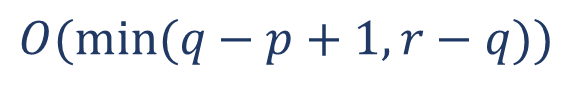 𝑂(min(𝑞 − 𝑝 + 1, 𝑟 − 𝑞))